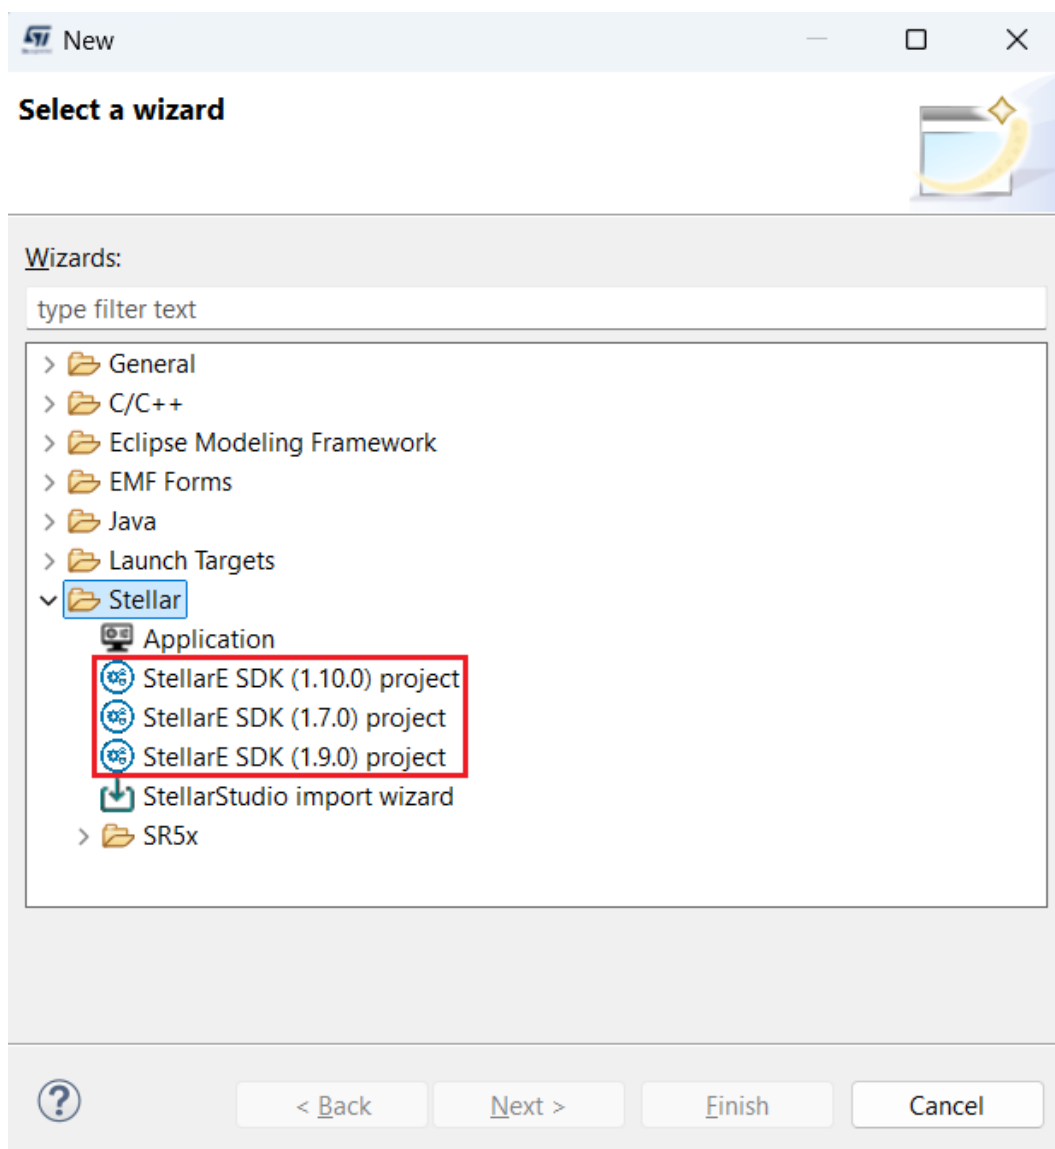 New
Select a wizard
Wizards:
type filter text
General
C/C++
Eclipse Modeling Framework
EMF Forms
Java
Launch Targets
Stellar
Application
StellarE SDK (1.10.0) project
StellarE SDK (1.7.0) project
StellarE SDK (1.9.0) project
StellarStudio import wizard
SR5x
< Back Next > Finish Cancel